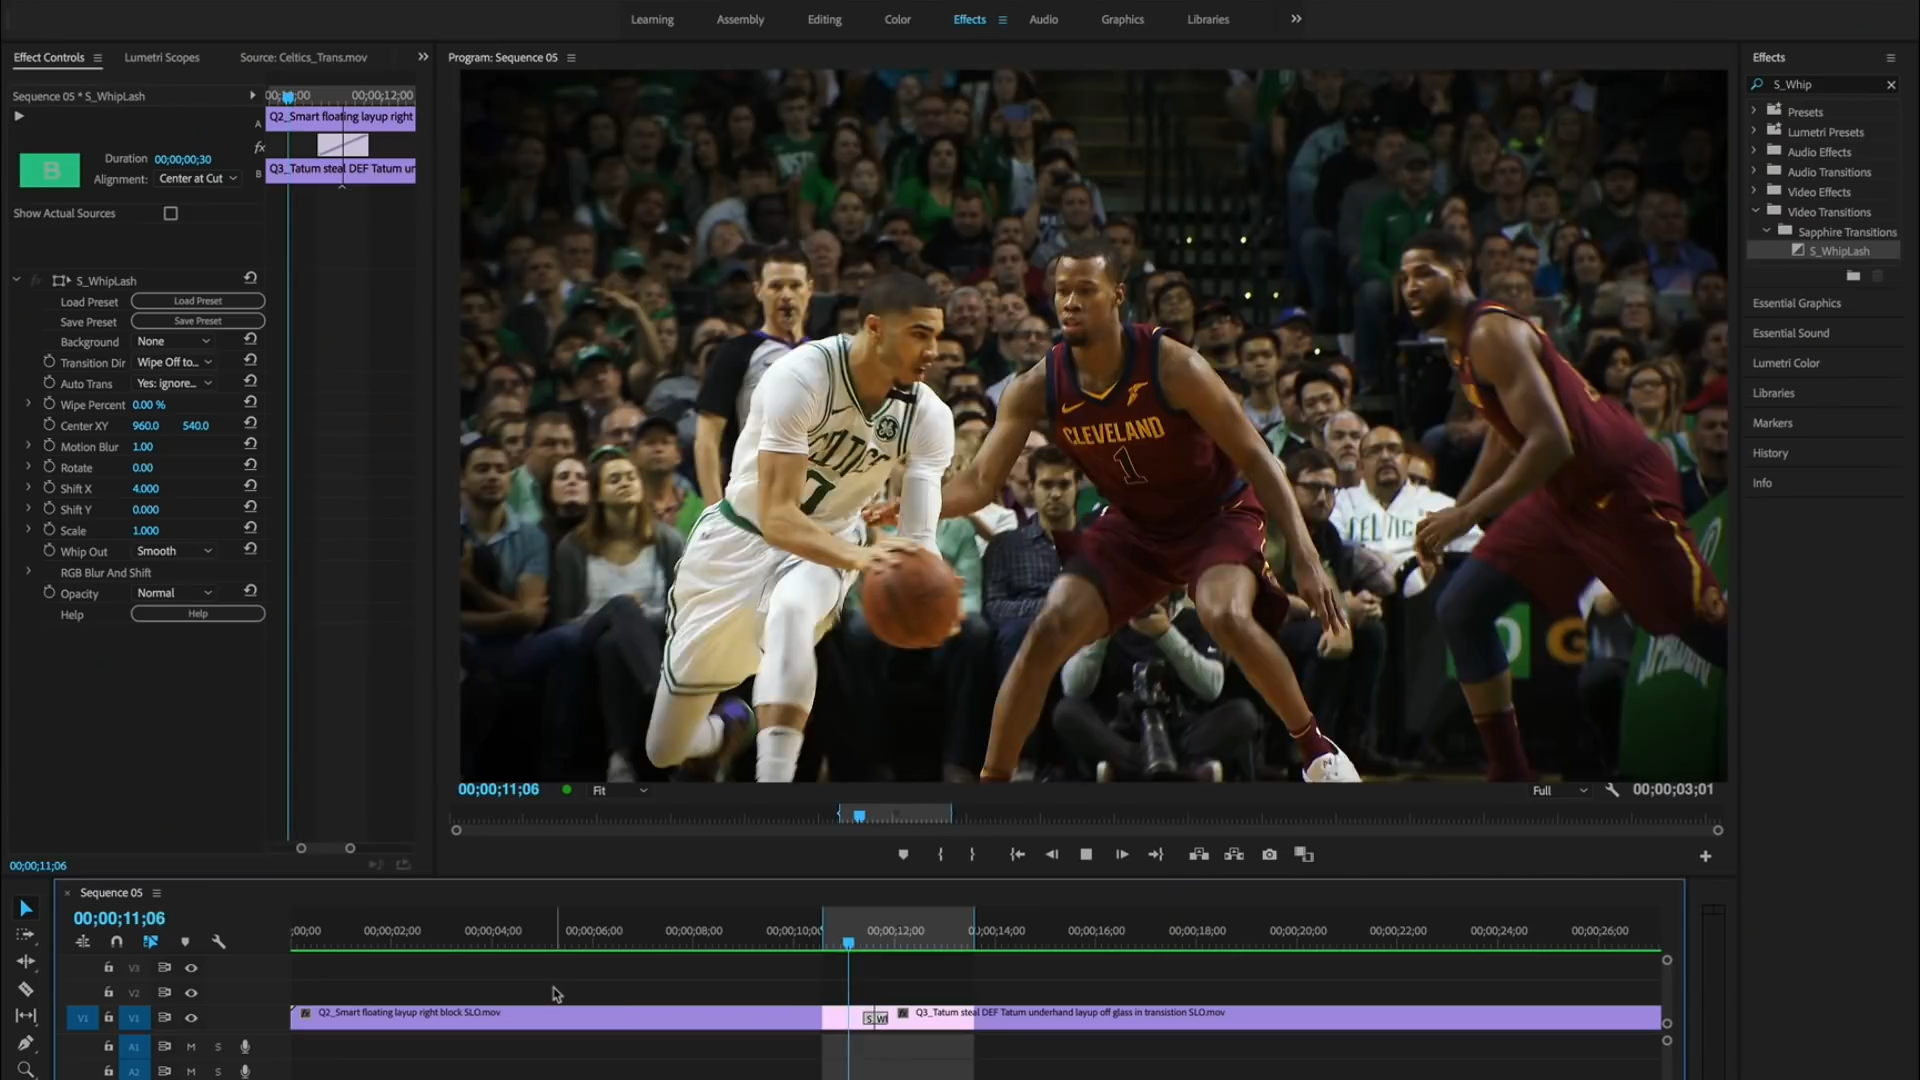 Learning Assembly Editing Color Effects Audio Graphics Libraries
Effect Controls Lumetri Scopes Source: Celtics_Trans.mov
Program: Sequence 05
Effects
Sequence 05 * S_WhipLash
00;00;12;00
S_Whip
Q2_Smart floating layup right
A
fx
B
B
Duration 00;00;00;30
Alignment: Center at Cut
Q3_Tatum steal DEF Tatum ur
Show Actual Sources
S_WhipLash
Load Preset Load Preset
Save Preset Save Preset
Background None
Transition Dir Wipe Off to...
Auto Trans Yes: ignore...
Wipe Percent 0.00 %
Center XY 960.0 540.0
Motion Blur 1.00
Rotate 0.00
Shift X 4.000
Shift Y 0.000
Scale 1.000
Whip Out Smooth
RGB Blur And Shift
Opacity Normal
Help Help
00;00;11;06
CLEVELAND
1
CELTIC
Presets
Lumetri Presets
Audio Effects
Audio Transitions
Video Effects
Video Transitions
Sapphire Transitions
S_WhipLash
Essential Graphics
Essential Sound
Lumetri Color
Libraries
Markers
History
Info
00;00;11;06 Fit Full 00;00;03;01
Sequence 05
00;00;11;06
;00;00 00;00;02;00 00;00;04;00 00;00;06;00 00;00;08;00 00;00;10;00 00;00;12;00 00;00;14;00 00;00;16;00 00;00;18;00 00;00;20;00 00;00;22;00 00;00;24;00 00;00;26;00
V3
V2
V1 V1
Q2_Smart floating layup right block SLO.mov
S_W
Q3_Tatum steal DEF Tatum underhand layup off glass in transistion SLO.mov
A1 M S
A2 M S